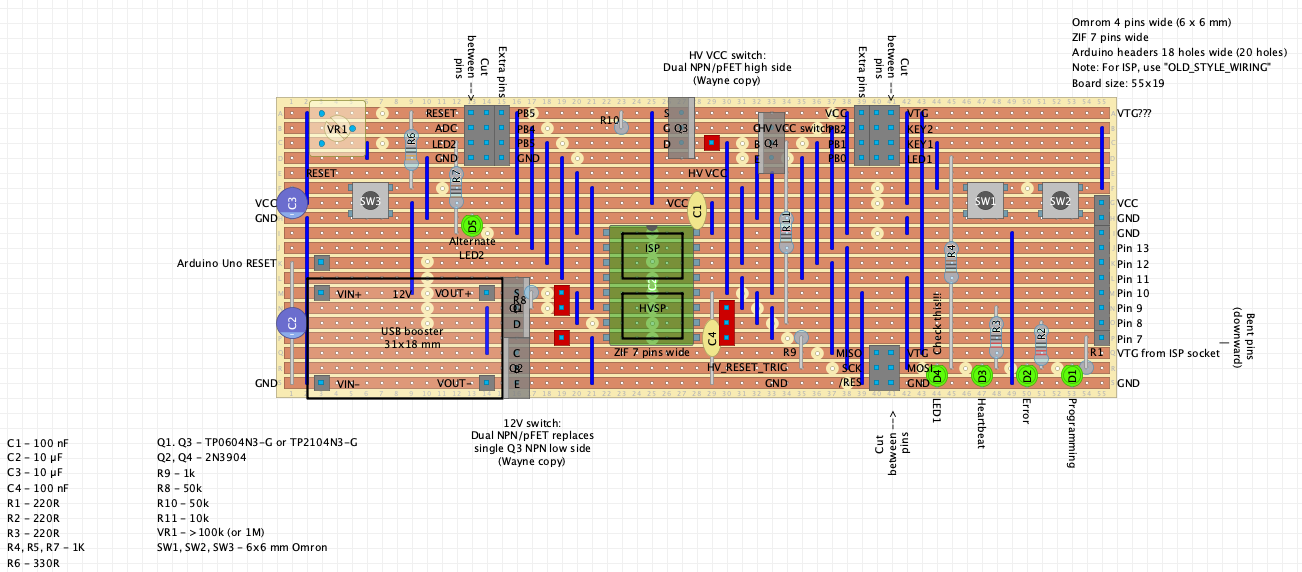 Omrom 4 pins wide (6 x 6 mm)
ZIF 7 pins wide
Arduino headers 18 holes wide (20 holes)
Note: For ISP, use "OLD_STYLE_WIRING"
Board size: 55x19
HV VCC switch:
Dual NPN/pFET high side
(Wayne copy)
Cut
between -->
pins
Extra pins
Extra pins
Cut
between -->
pins
VR1
R6
RESET
ADC
LED2
GND
PB5
PB4
PB3
GND
R10
S
G
D
Q3
HV VCC switch
Q4
VCC
PB2
PB1
PB0
VTG
KEY2
KEY1
LED1
VTG???
RESET
R7
HV VCC
VCC
GND
C3
SW3
D5
Alternate
LED2
VCC
C1
R11
SW1
SW2
VCC
GND
GND
Pin 13
Pin 12
Pin 11
Pin 10
Pin 9
Pin 8
Pin 7
VTG from ISP socket
GND
ISP
HVSP
ZIF 7 pins wide
Arduino Uno RESET
VIN+
12V
VOUT+
USB booster
31x18 mm
VIN-
VOUT-
C2
GND
S
R8
Q1
D
C
Q2
E
C4
R9
HV_RESET_TRIG
GND
MISO
SCK
/RES
VTG
MOSI
GND
R4
Check this!!!
R3
R2
R1
D4
D3
D2
D1
LED1
Heartbeat
Error
Programming
Bent pins
(downward)
Cut
between -->
pins
12V switch:
Dual NPN/pFET replaces
single Q3 NPN low side
(Wayne copy)
C1 - 100 nF
C2 - 10 µF
C3 - 10 µF
C4 - 100 nF
R1 - 220R
R2 - 220R
R3 - 220R
R4, R5, R7 - 1K
R6 - 330R
Q1. Q3 - TP0604N3-G or TP2104N3-G
Q2, Q4 - 2N3904
R9 - 1k
R8 - 50k
R10 - 50k
R11 - 10k
VR1 - >100k (or 1M)
SW1, SW2, SW3 - 6x6 mm Omron